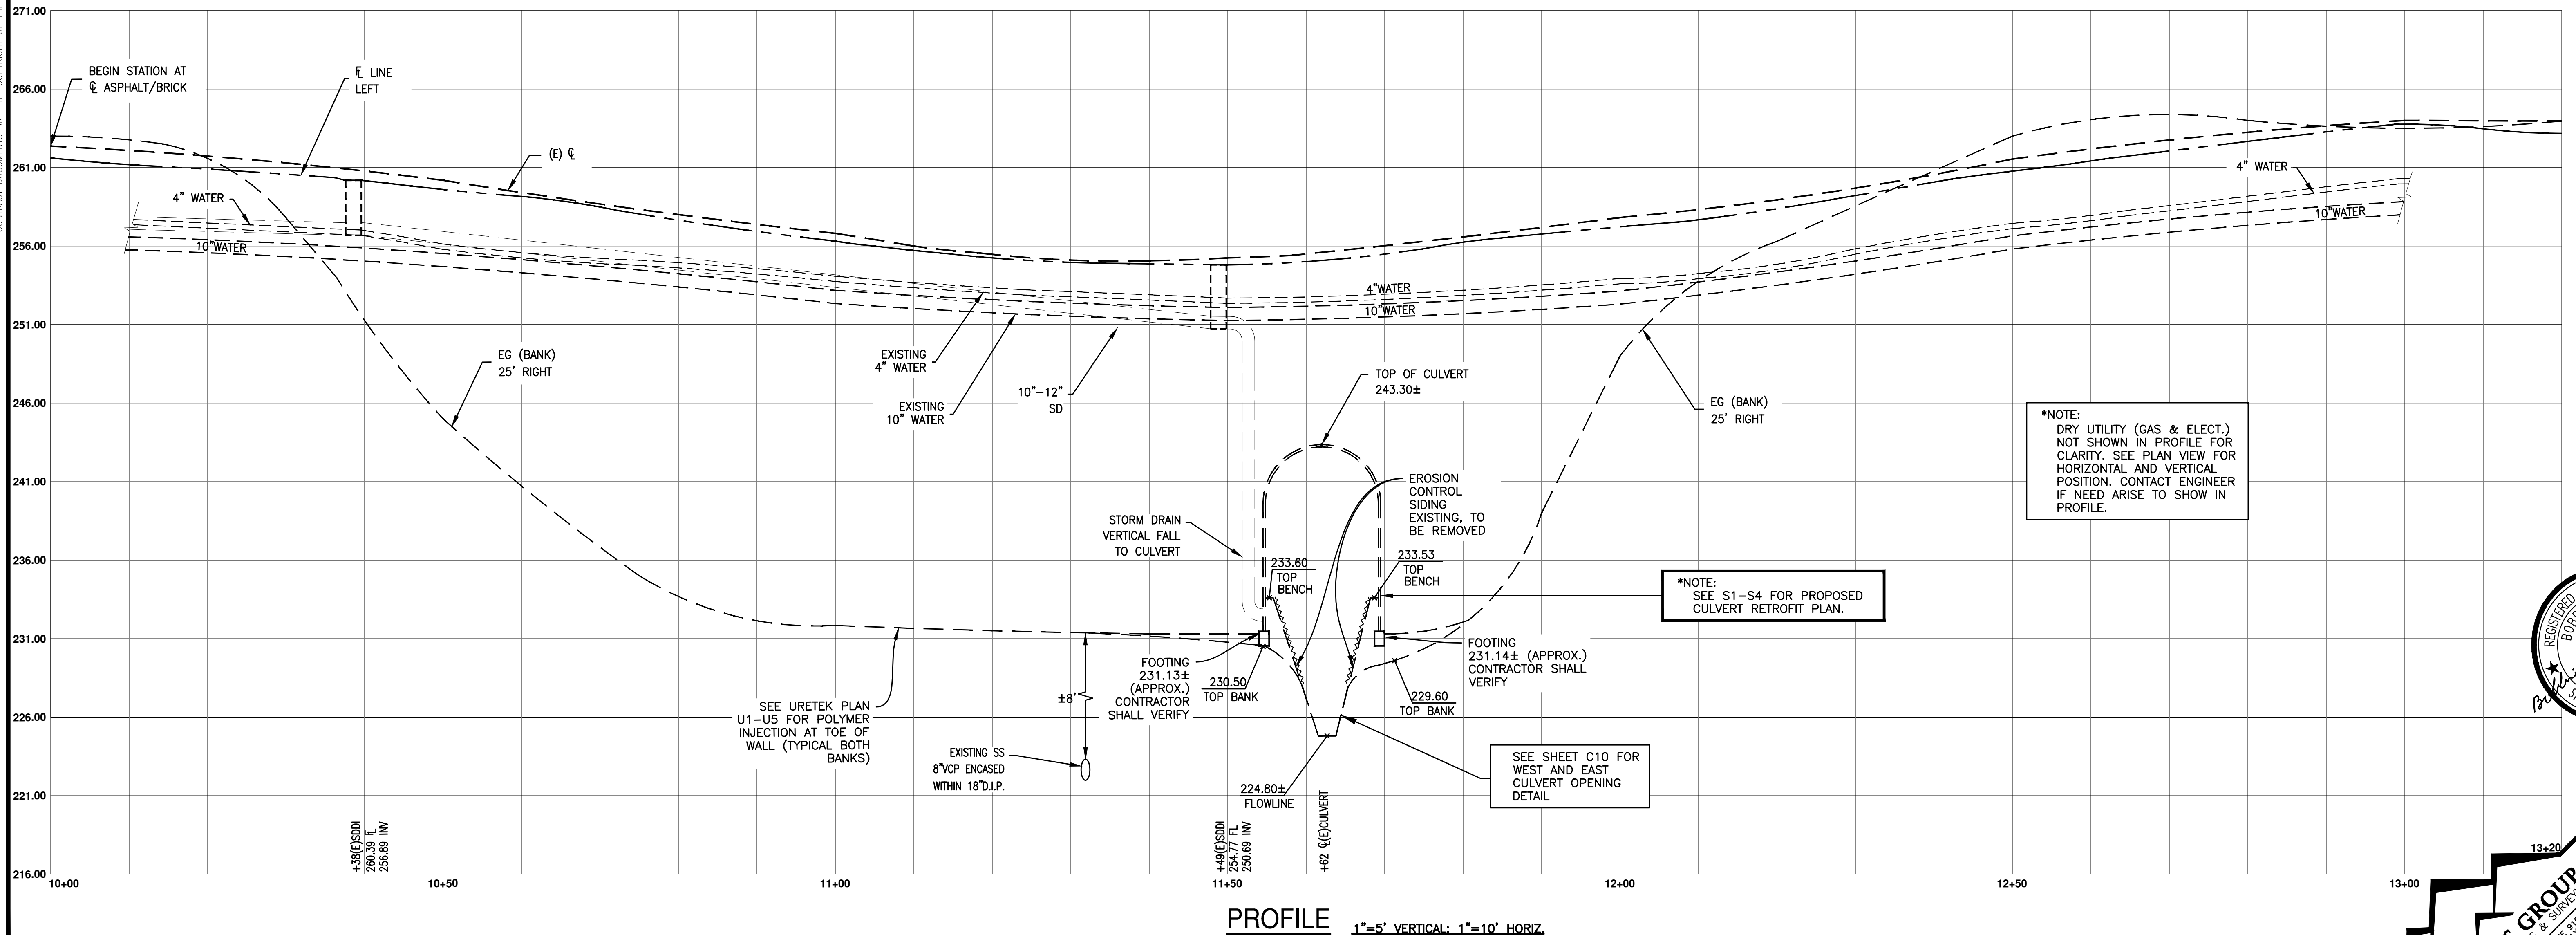 271.00
266.00
261.00
256.00
251.00
246.00
241.00
236.00
231.00
226.00
221.00
216.00
BEGIN STATION AT
℄ ASPHALT/BRICK
FL LINE
LEFT
(E) ℄
4" WATER
10"WATER
EG (BANK)
25' RIGHT
EXISTING
4" WATER
EXISTING
10" WATER
10"-12"
SD
4"WATER
10"WATER
TOP OF CULVERT
243.30±
EG (BANK)
25' RIGHT
4" WATER
10"WATER
*NOTE:
DRY UTILITY (GAS & ELECT.)
NOT SHOWN IN PROFILE FOR
CLARITY. SEE PLAN VIEW FOR
HORIZONTAL AND VERTICAL
POSITION. CONTACT ENGINEER
IF NEED ARISE TO SHOW IN
PROFILE.
EROSION
CONTROL
SIDING
EXISTING, TO
BE REMOVED
STORM DRAIN
VERTICAL FALL
TO CULVERT
233.60
TOP
BENCH
233.53
TOP
BENCH
*NOTE:
SEE S1-S4 FOR PROPOSED
CULVERT RETROFIT PLAN.
FOOTING
231.13±
(APPROX.)
CONTRACTOR
SHALL VERIFY
230.50
TOP BANK
FOOTING
231.14± (APPROX.)
CONTRACTOR SHALL
VERIFY
229.60
TOP BANK
±8'
SEE URETEK PLAN
U1-U5 FOR POLYMER
INJECTION AT TOE OF
WALL (TYPICAL BOTH
BANKS)
EXISTING SS
8"VCP ENCASED
WITHIN 18"D.I.P.
224.80±
FLOWLINE
SEE SHEET C10 FOR
WEST AND EAST
CULVERT OPENING
DETAIL
+38(E)SDDI
260.39 FL
256.89 INV
+49(E)SDDI
254.77 FL
250.69 INV
+62 ℄(E)CULVERT
10+00
10+50
11+00
11+50
12+00
12+50
13+00
13+20
PROFILE 1"=5' VERTICAL; 1"=10' HORIZ.
REGISTERED
GROUP
& SURVEY